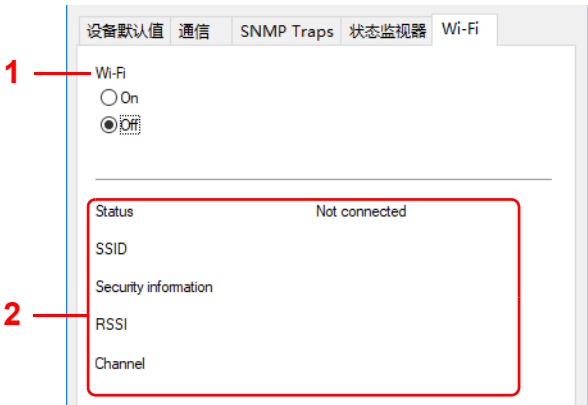 设备默认值 通信 SNMP Traps 状态监视器 Wi-Fi
1 Wi-Fi
On
Off
Status Not connected
SSID
Security information
2
RSSI
Channel